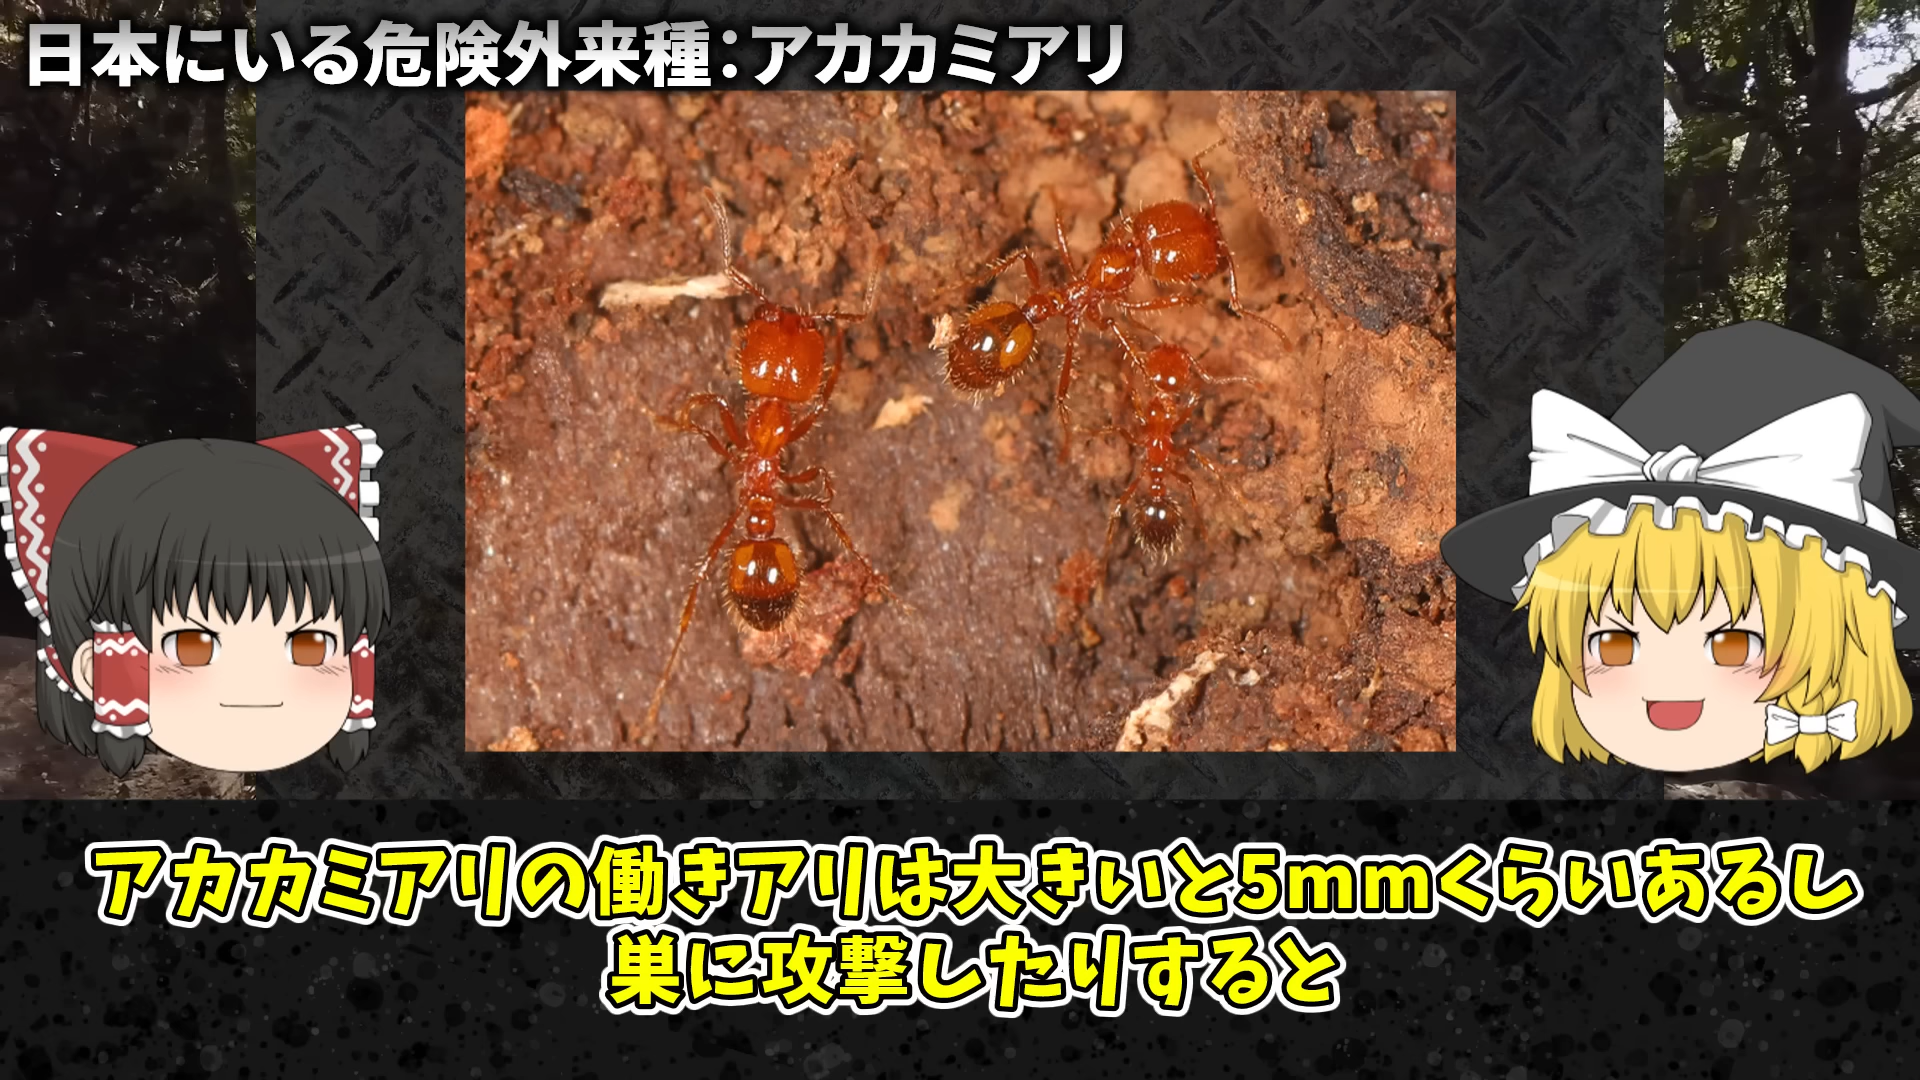 日本にいる危険外来種：アカカミアリ
アカカミアリの働きアリは大きいと5mmくらいあるし
巣に攻撃したりすると